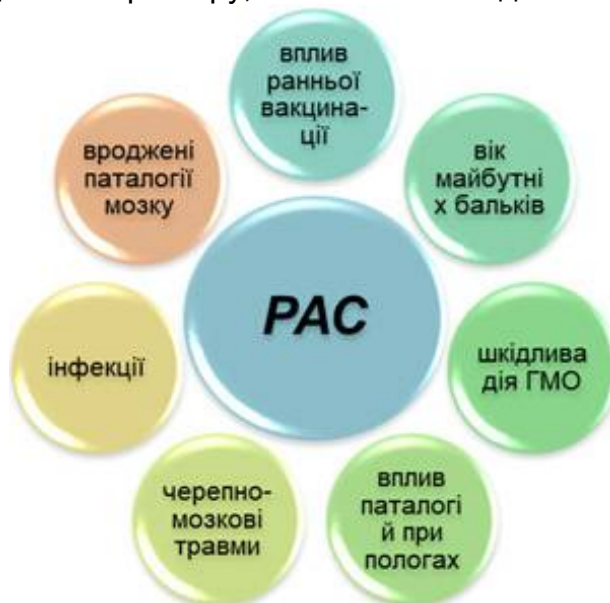 вплив
ранньої
вакцина-
ції
вік
майбутні
х бальків
шкідлива
дія ГМО
вплив
паталогі
й при
пологах
черепно-
мозкові
травми
інфекції
вроджені
паталогії
мозку
РАС